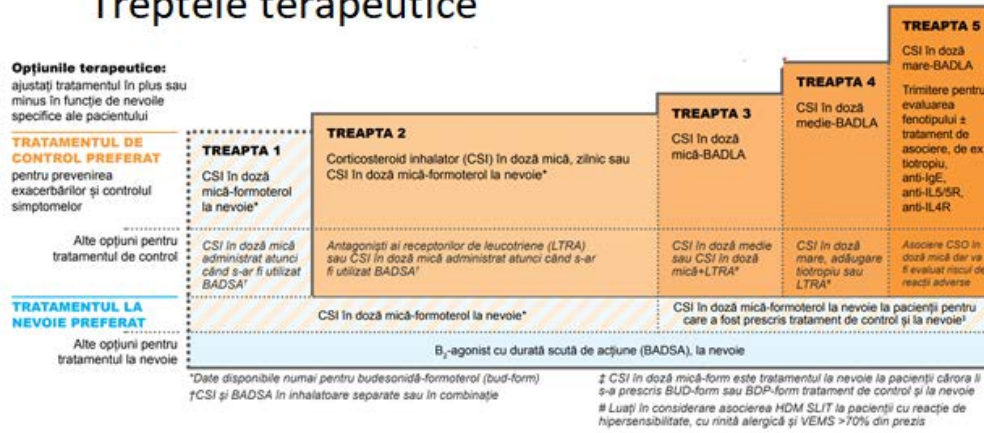 Treptele terapeutice
Opțiunile terapeutice:
ajustați tratamentul în plus sau
minus în funcție de nevoile
specifice ale pacientului
TRATAMENTUL DE
CONTROL PREFERAT
pentru prevenirea
exacerbărilor și controlul
simptomelor
TREAPTA 1
CSI în doză
mică-formoterol
la nevoie*
TREAPTA 2
Corticosteroid inhalator (CSI) în doză mică, zilnic sau
CSI în doză mică-formoterol la nevoie*
TREAPTA 3
CSI în doză
mică-BADLA
TREAPTA 4
CSI în doză
medie-BADLA
TREAPTA 5
CSI în doză
mare-BADLA
Trimitere pentru
evaluarea
fenotipului ±
tratament de
asociere, de ex.
tiotropiu,
anti-IgE,
anti-IL5/5R,
anti-IL4R
Alte opțiuni pentru
tratamentul de control
CSI în doză mică
administrat atunci
când s-ar fi utilizat
BADSA†
Antagoniști ai receptorilor de leucotriene (LTRA)
sau CSI în doză mică administrat atunci când s-ar
fi utilizat BADSA†
CSI în doză medie
sau CSI în doză
mică+LTRA#
CSI în doză
mare, adăugare
tiotropiu sau
LTRA#
Asociere CSO în
doză mică dar va
fi evaluat riscul de
reacții adverse
TRATAMENTUL LA
NEVOIE PREFERAT
CSI în doză mică-formoterol la nevoie*
CSI în doză mică-formoterol la nevoie la pacienții pentru
care a fost prescris tratament de control și la nevoie‡
Alte opțiuni pentru
tratamentul la nevoie
B₂-agonist cu durată scută de acțiune (BADSA), la nevoie
*Date disponibile numai pentru budesonidă-formoterol (bud-form)
†CSI și BADSA în inhalatoare separate sau în combinație
‡ CSI în doză mică-form este tratamentul la nevoie la pacienții cărora li
s-a prescris BUD-form sau BDP-form tratament de control și la nevoie
# Luați în considerare asocierea HDM SLIT la pacienții cu reacție de
hipersensibilitate, cu rinită alergică și VEMS >70% din prezis